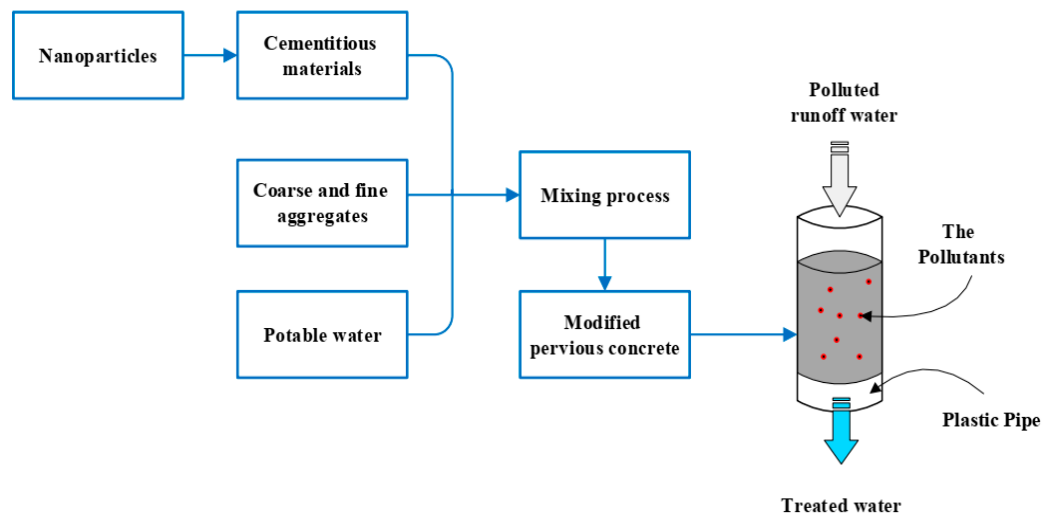 Nanoparticles
Cementitious
materials
Polluted
runoff water
Coarse and fine
aggregates
Mixing process
The
Pollutants
Potable water
Modified
pervious concrete
Plastic Pipe
Treated water